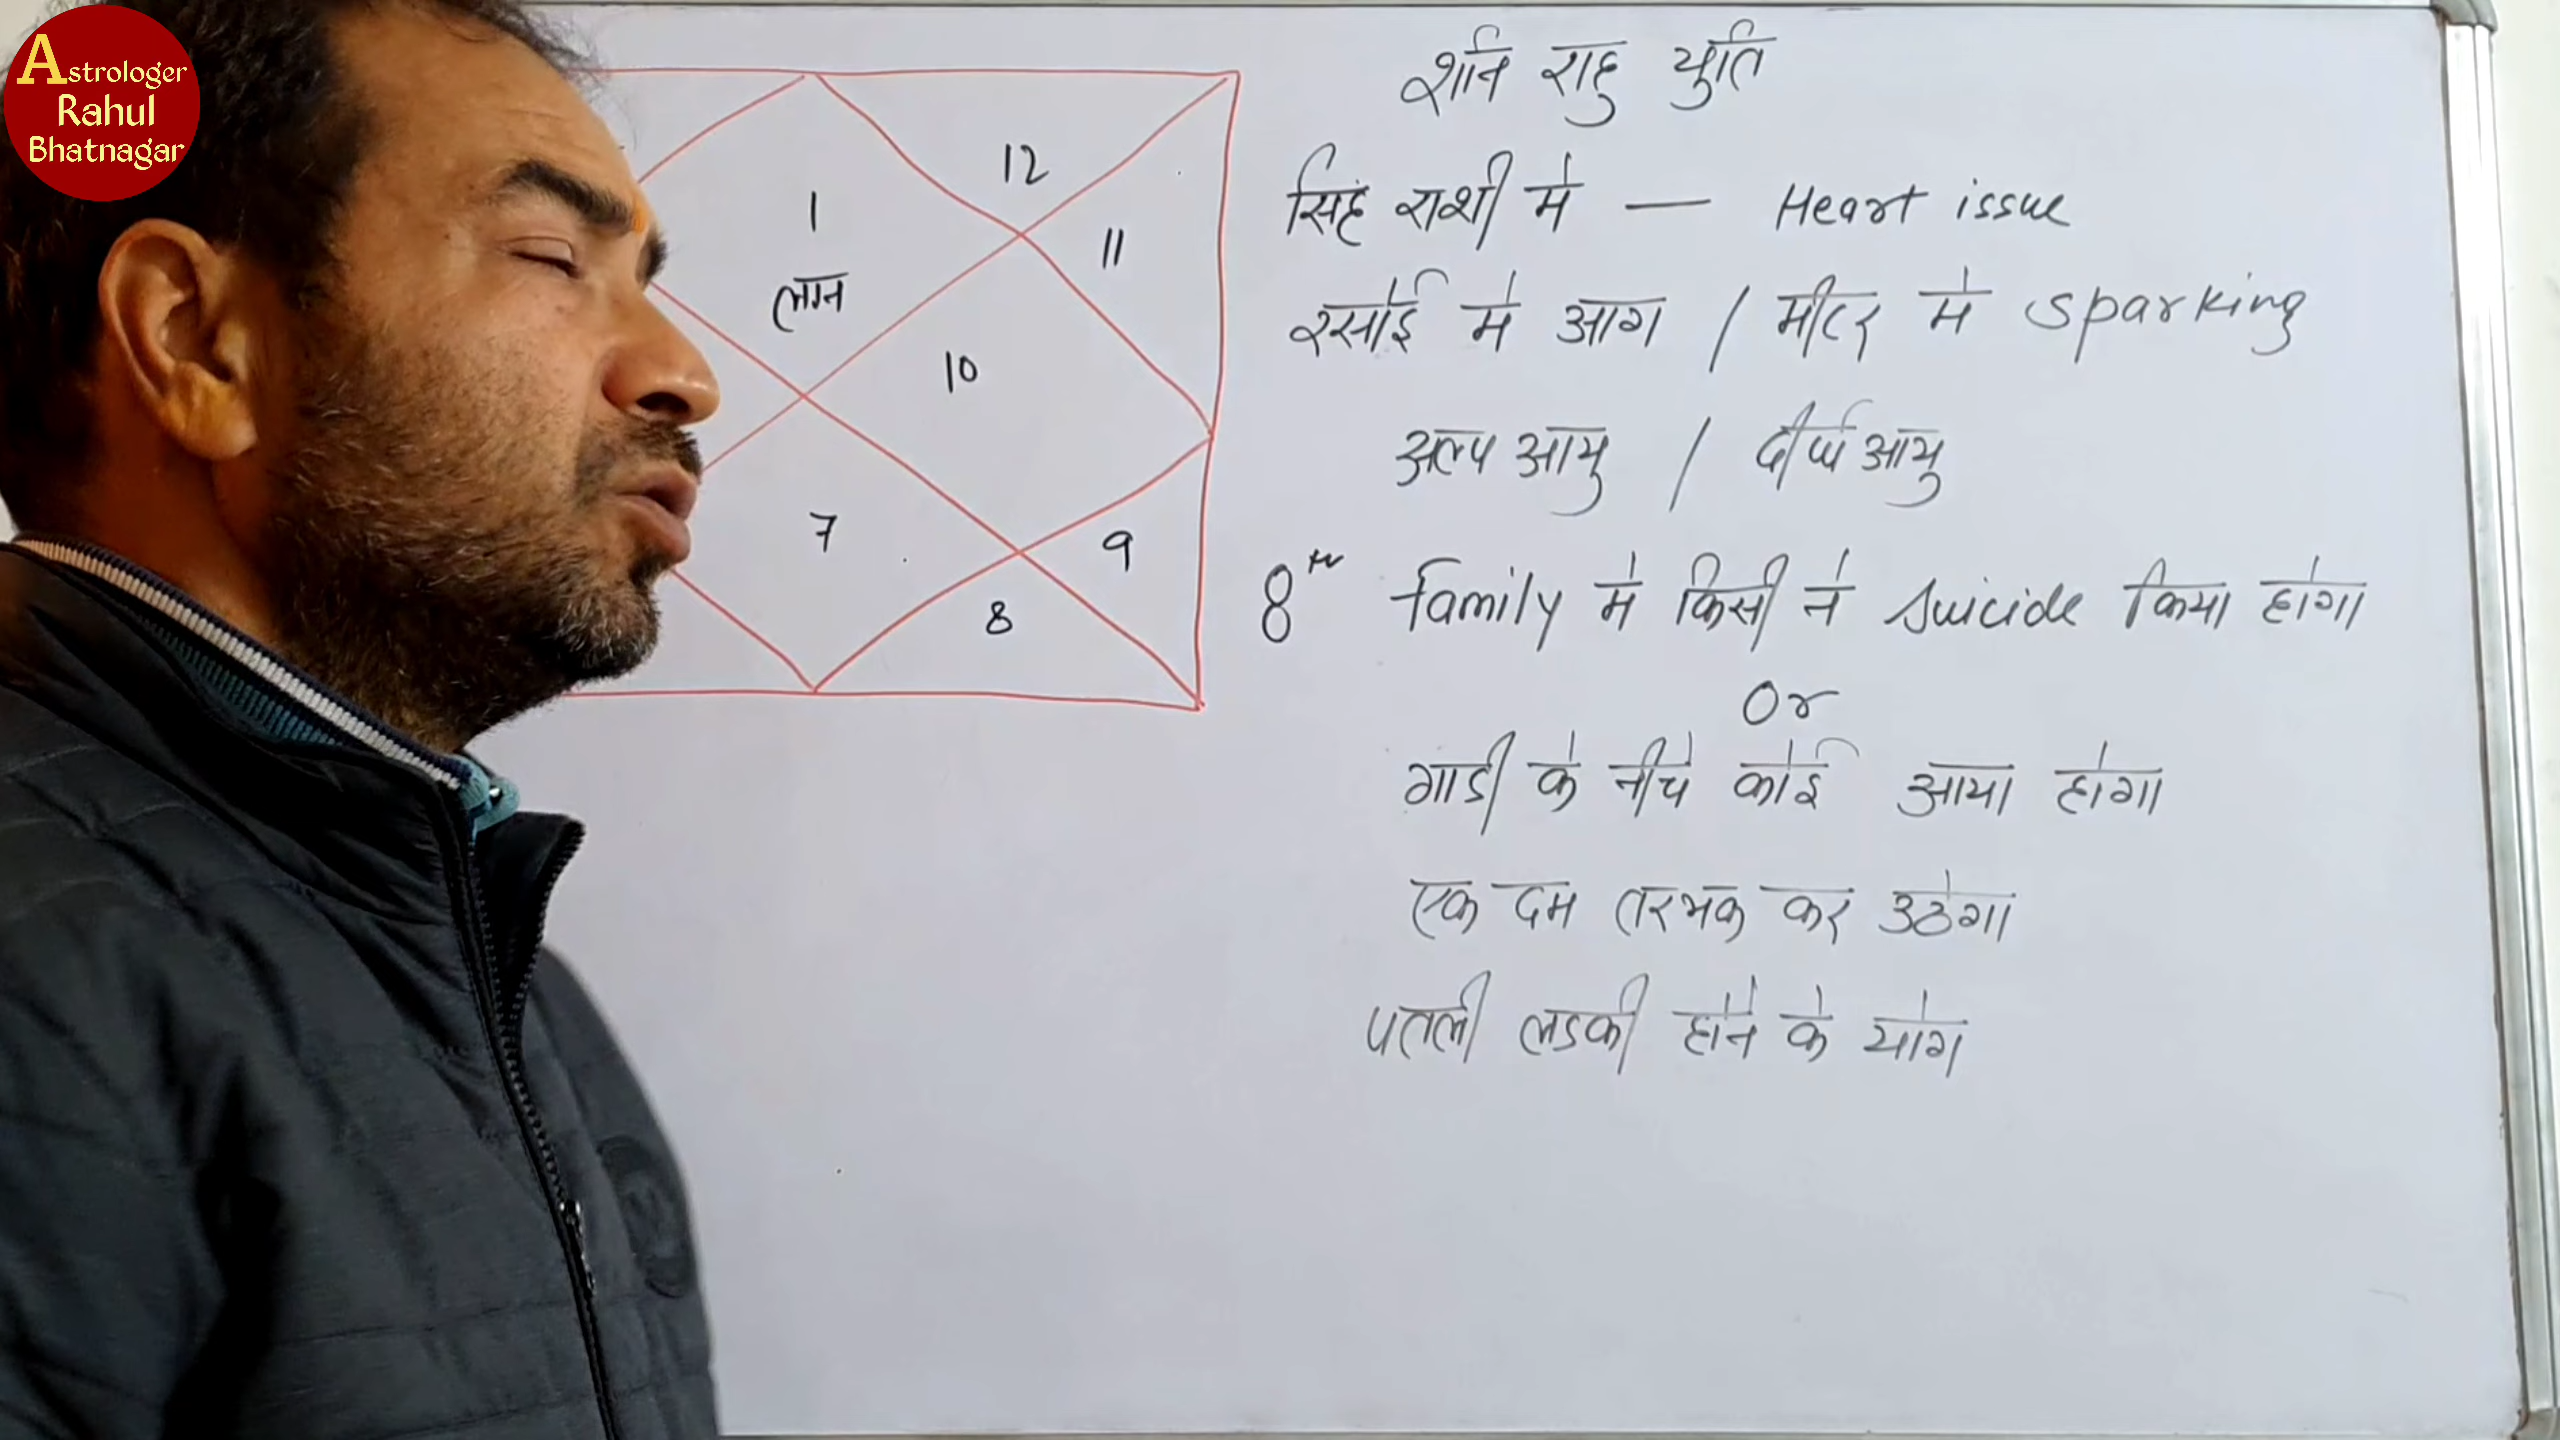 Astrologer
Rahul
Bhatnagar
शनि राहु युति
सिंह राशी मे — Heart issue
रसोई मे आग / मीटर मे sparking
अल्प आयु / दीर्घ आयु
8th Family मे किसी ने suicide किया होगा
Or
गाडी के नीचे कोई आया होगा
एक दम तरभक कर उठेगा
पतली लडकी होने के योग
12
1
11
लग्न
10
7
9
8